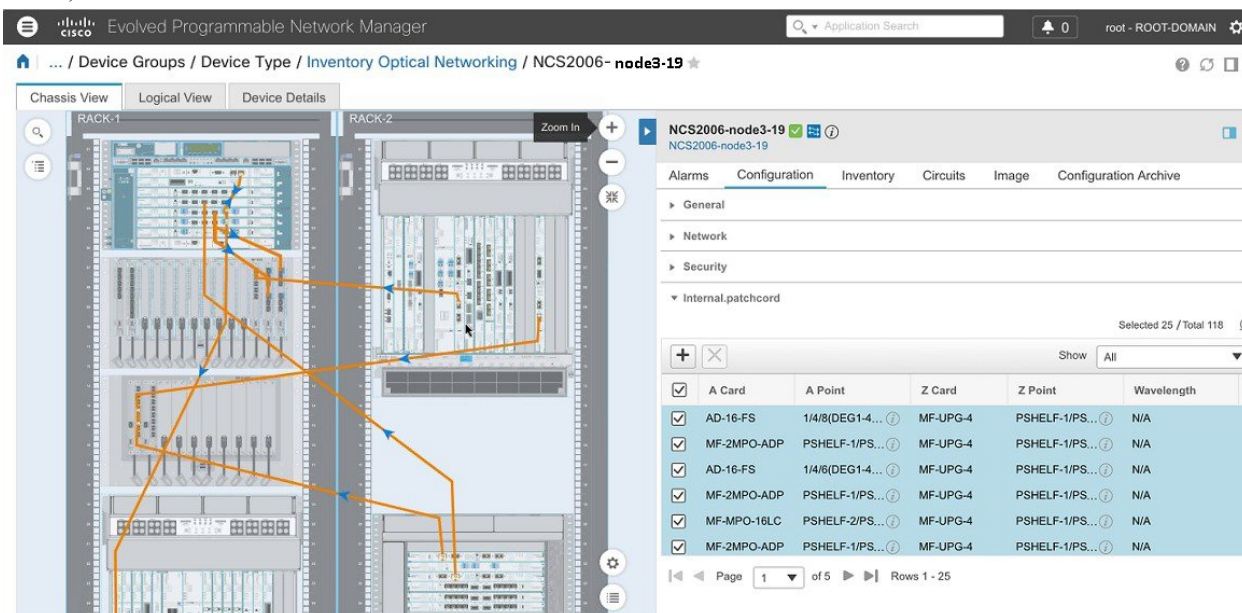 cisco Evolved Programmable Network Manager
Application Search
0
root - ROOT-DOMAIN
... / Device Groups / Device Type / Inventory Optical Networking / NCS2006- node3-19
Chassis View Logical View Device Details
RACK-1 RACK-2
Zoom In
NCS2006-node3-19
NCS2006-node3-19
Alarms Configuration Inventory Circuits Image Configuration Archive
General
Network
Security
Internal.patchcord
Selected 25 / Total 118
Show All
A Card A Point Z Card Z Point Wavelength
AD-16-FS 1/4/8(DEG1-4... MF-UPG-4 PSHELF-1/PS... N/A
MF-2MPO-ADP PSHELF-1/PS... MF-UPG-4 PSHELF-1/PS... N/A
AD-16-FS 1/4/6(DEG1-4... MF-UPG-4 PSHELF-1/PS... N/A
MF-2MPO-ADP PSHELF-1/PS... MF-UPG-4 PSHELF-1/PS... N/A
MF-MPO-16LC PSHELF-2/PS... MF-UPG-4 PSHELF-1/PS... N/A
MF-2MPO-ADP PSHELF-1/PS... MF-UPG-4 PSHELF-1/PS... N/A
Page 1 of 5 Rows 1 - 25